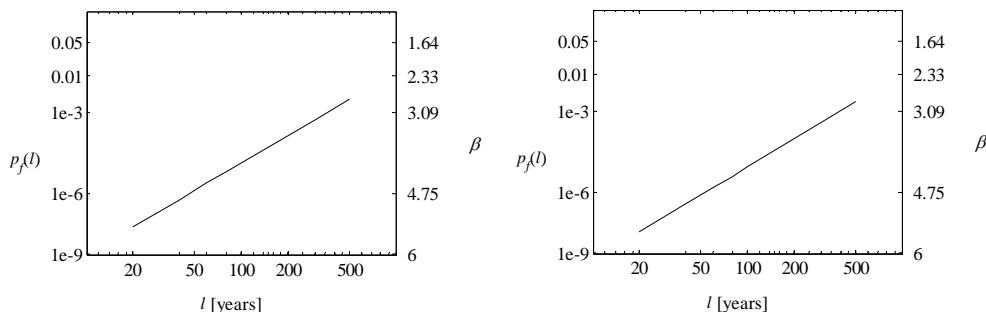 0.05
0.01
1e-3
p_f(l)
1e-6
1e-9
1.64
2.33
3.09
β
4.75
6
20 50 100 200 500
l [years]
0.05
0.01
1e-3
p_f(l)
1e-6
1e-9
1.64
2.33
3.09
β
4.75
6
20 50 100 200 500
l [years]